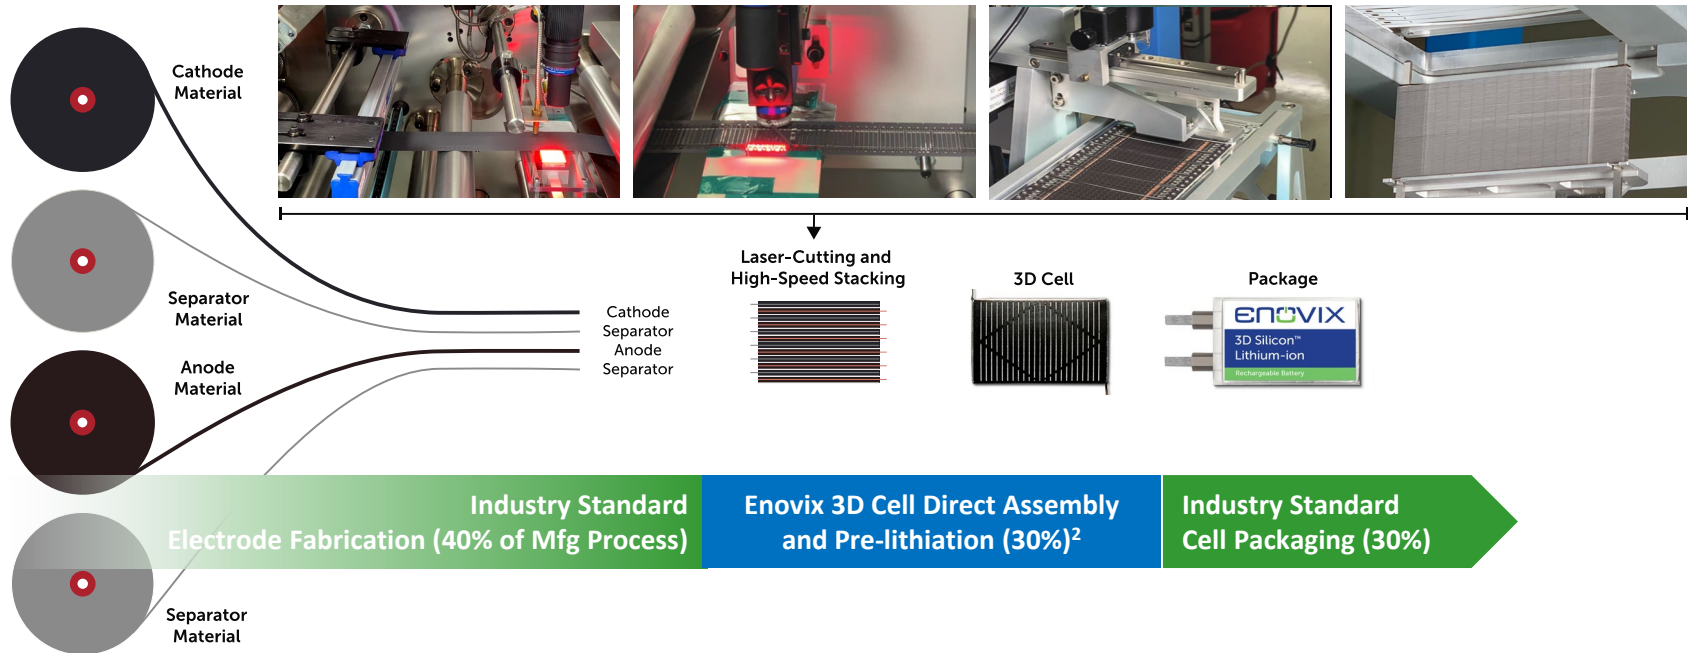 Cathode
Material
Separator
Material
Anode
Material
Separator
Material
Cathode
Separator
Anode
Separator
Laser-Cutting and
High-Speed Stacking
3D Cell
Package
ENOVIX
3D Silicon™
Lithium-ion
Rechargeable Battery
Industry Standard
Electrode Fabrication (40% of Mfg Process)
Enovix 3D Cell Direct Assembly
and Pre-lithiation (30%)²
Industry Standard
Cell Packaging (30%)